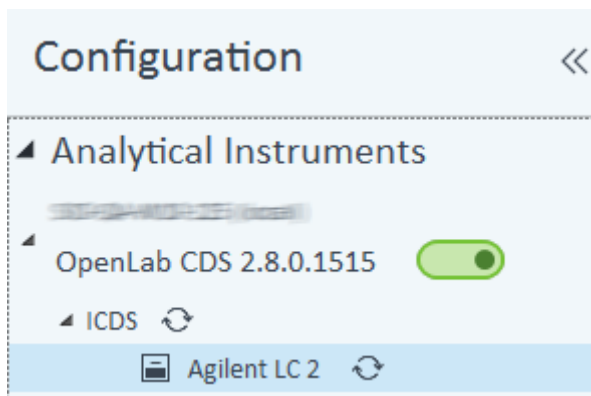 Configuration
Analytical Instruments
OpenLab CDS 2.8.0.1515
ICDS
Agilent LC 2